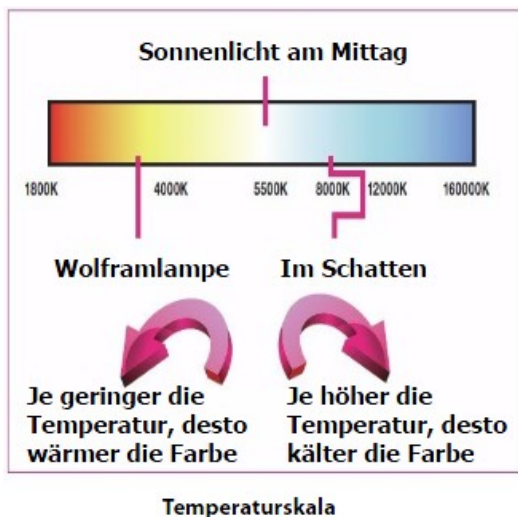 Sonnenlicht am Mittag
1800K 4000K 5500K 8000K 12000K 160000K
Wolframlampe Im Schatten
Je geringer die
Temperatur, desto
wärmer die Farbe
Je höher die
Temperatur, desto
kälter die Farbe
Temperaturskala